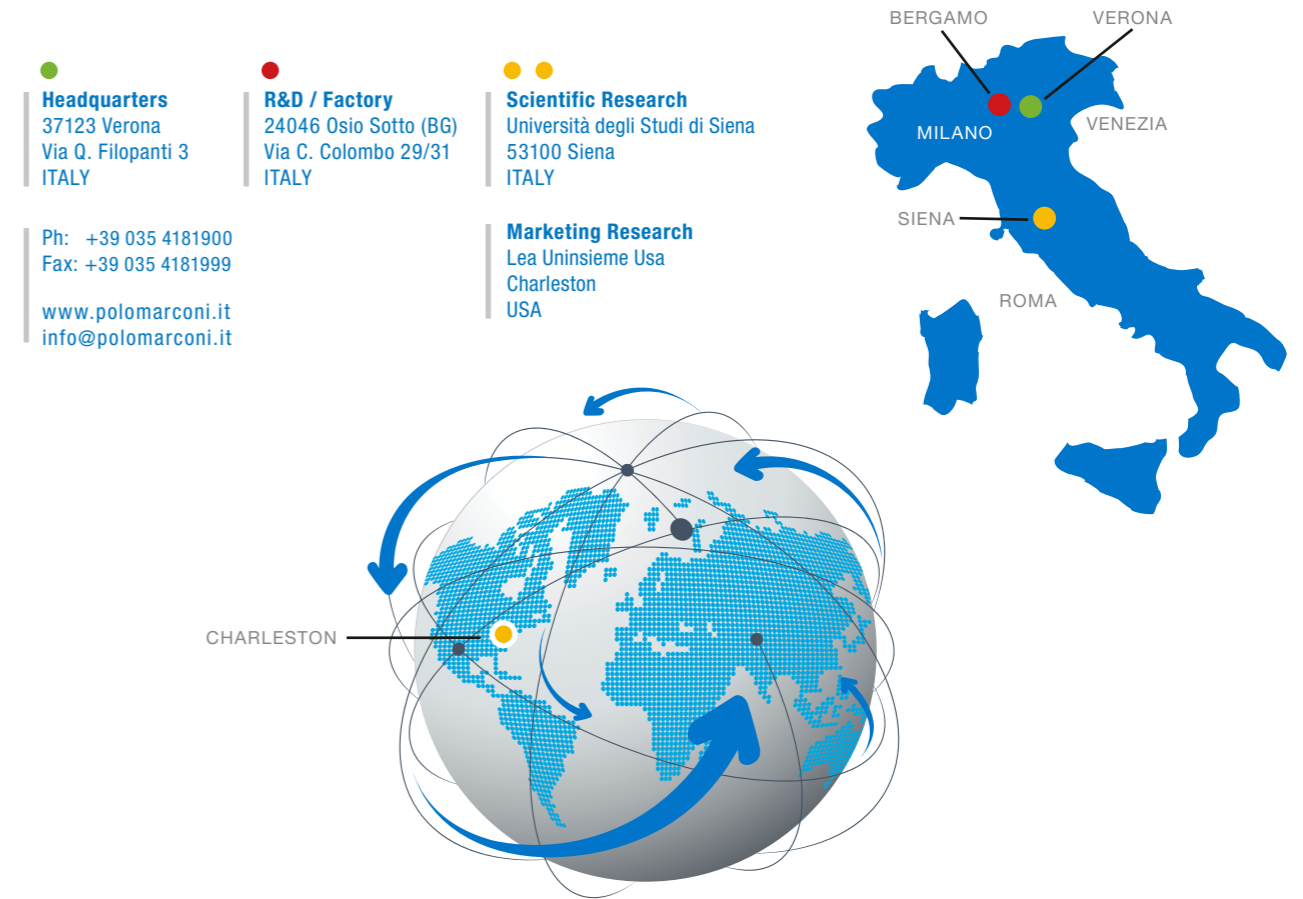 Headquarters
37123 Verona
Via Q. Filopanti 3
ITALY
R&D / Factory
24046 Osio Sotto (BG)
Via C. Colombo 29/31
ITALY
Scientific Research
Università degli Studi di Siena
53100 Siena
ITALY
Ph: +39 035 4181900
Fax: +39 035 4181999
www.polomarconi.it
info@polomarconi.it
Marketing Research
Lea Uninsieme Usa
Charleston
USA
BERGAMO
VERONA
MILANO
VENEZIA
SIENA
ROMA
CHARLESTON